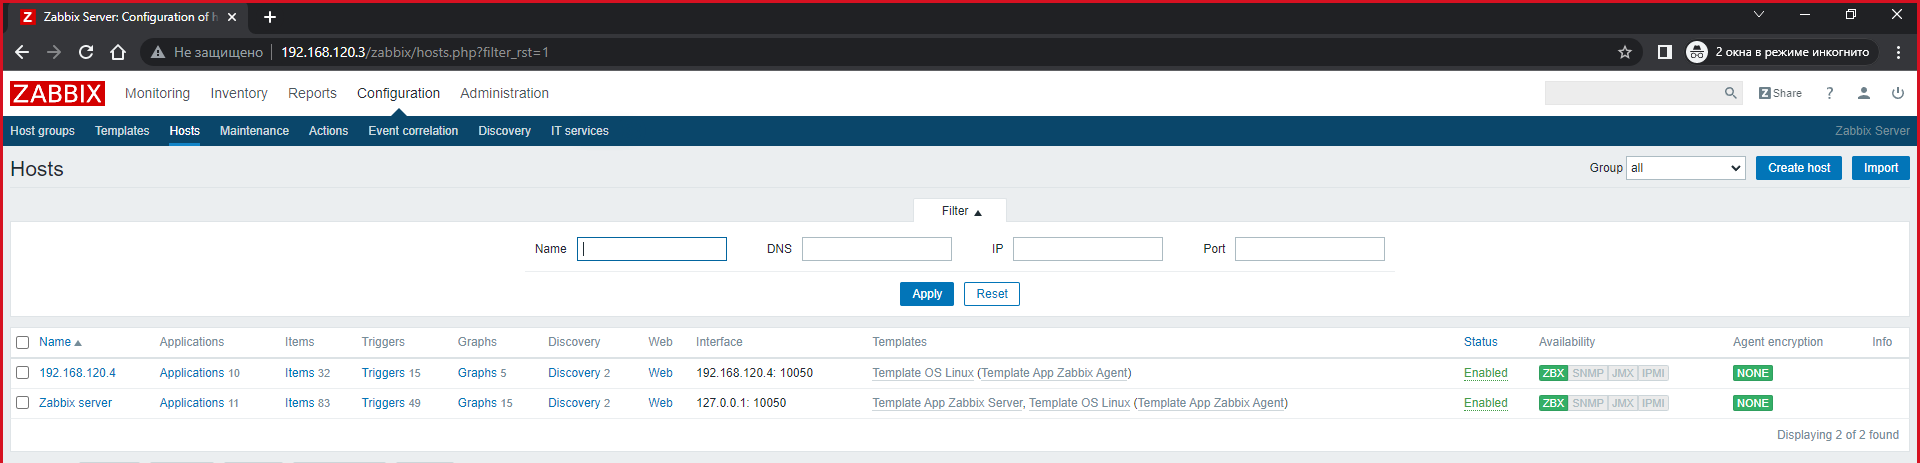 Z Zabbix Server: Configuration of h
Не защищено 192.168.120.3/zabbix/hosts.php?filter_rst=1 2 окна в режиме инкогнито
ZABBIX Monitoring Inventory Reports Configuration Administration Z Share ?
Host groups Templates Hosts Maintenance Actions Event correlation Discovery IT services Zabbix Server
Hosts Group all Create host Import
Filter
Name DNS IP Port
Apply Reset
Name Applications Items Triggers Graphs Discovery Web Interface Templates Status Availability Agent encryption Info
192.168.120.4 Applications 10 Items 32 Triggers 15 Graphs 5 Discovery 2 Web 192.168.120.4: 10050 Template OS Linux (Template App Zabbix Agent) Enabled ZBX SNMP JMX IPMI NONE
Zabbix server Applications 11 Items 83 Triggers 49 Graphs 15 Discovery 2 Web 127.0.0.1: 10050 Template App Zabbix Server, Template OS Linux (Template App Zabbix Agent) Enabled ZBX SNMP JMX IPMI NONE
Displaying 2 of 2 found